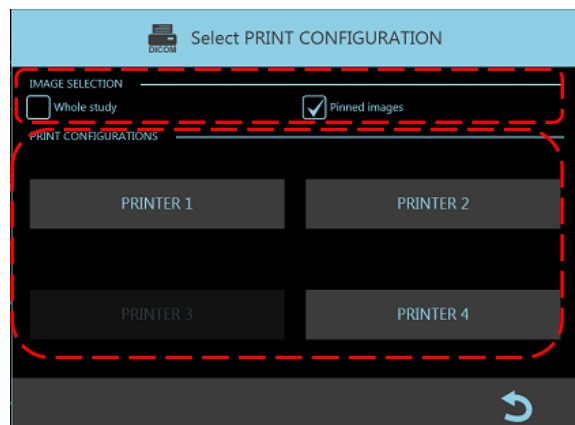 DICOM
Select PRINT CONFIGURATION
IMAGE SELECTION
Whole study
Pinned images
PRINT CONFIGURATIONS
PRINTER 1
PRINTER 2
PRINTER 3
PRINTER 4